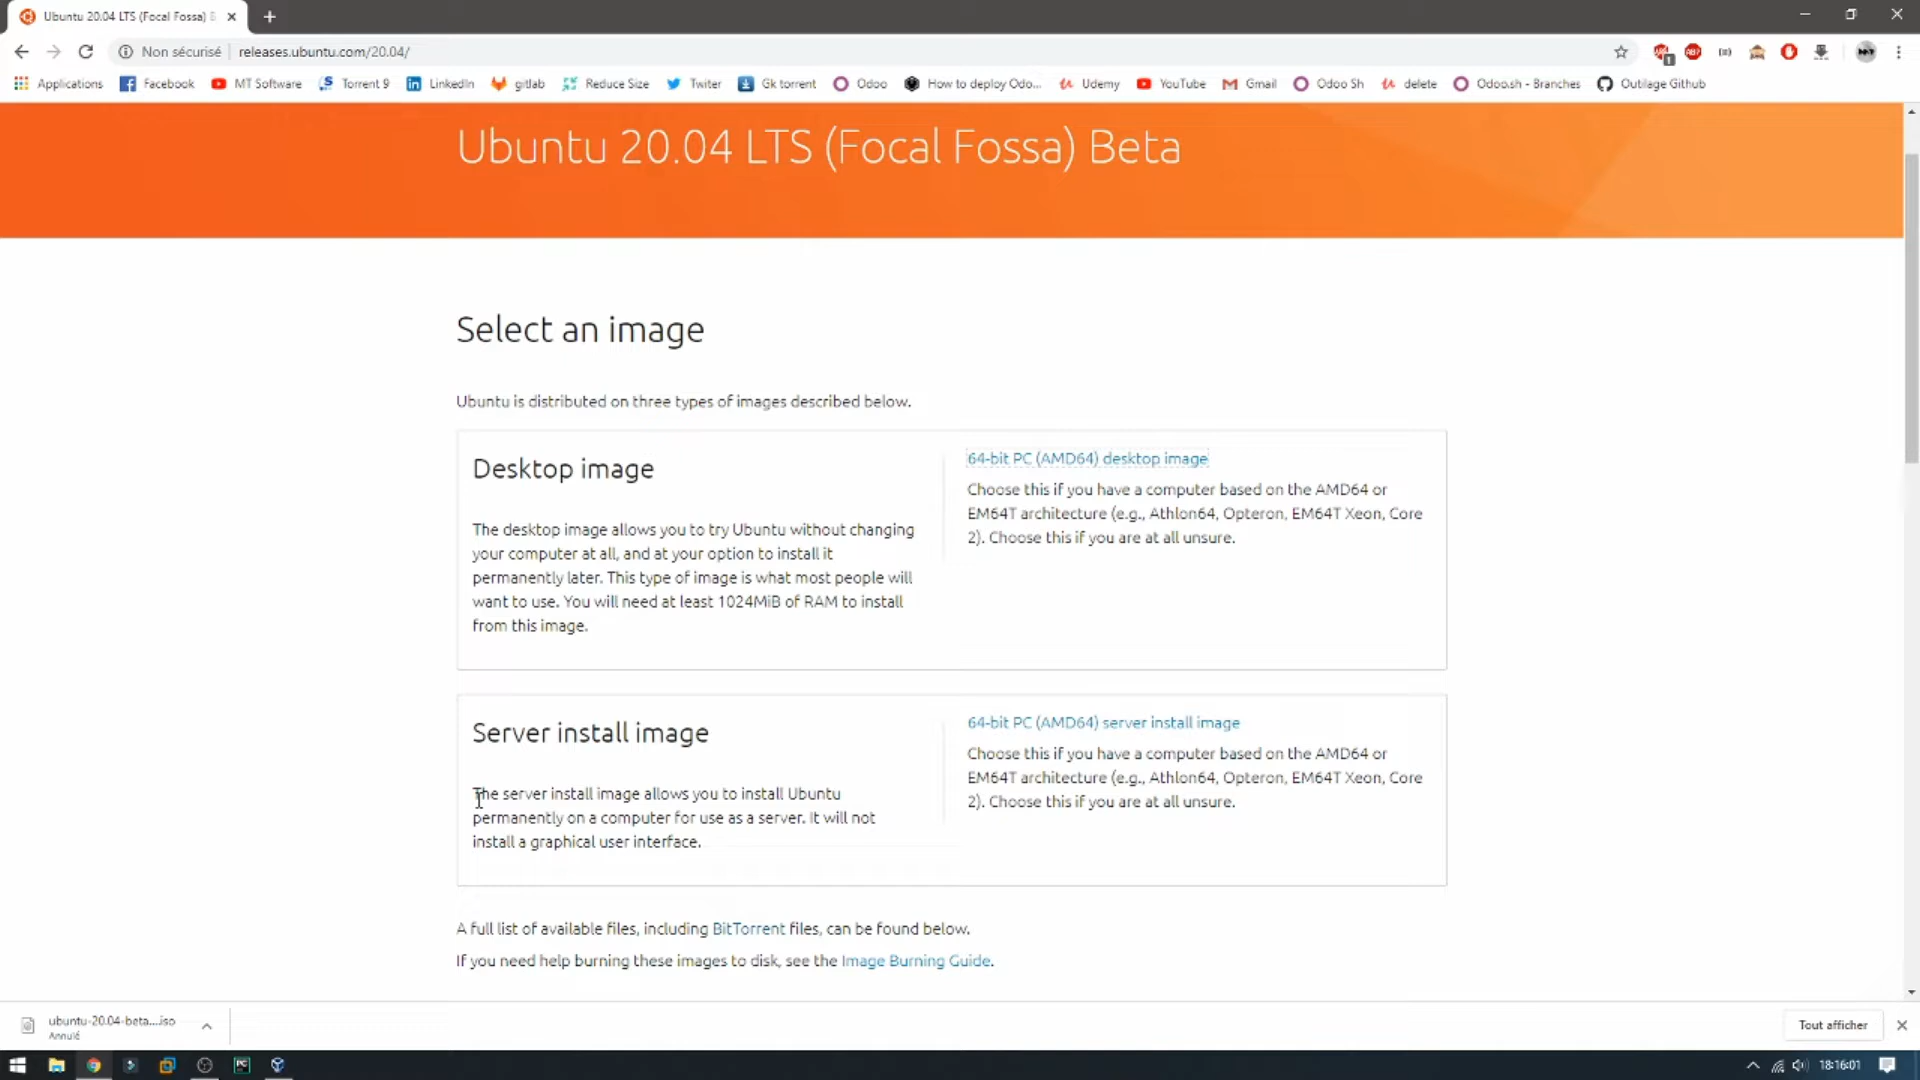 Ubuntu 20.04 LTS (Focal Fossa) B
Non sécurisé
releases.ubuntu.com/20.04/
1
Applications
Facebook
MT Software
Torrent 9
LinkedIn
gitlab
Reduce Size
Twiter
Gk torrent
Odoo
How to deploy Odo...
Udemy
YouTube
Gmail
Odoo Sh
delete
Odoo.sh - Branches
Outilage Github
Ubuntu 20.04 LTS (Focal Fossa) Beta
Select an image
Ubuntu is distributed on three types of images described below.
Desktop image
The desktop image allows you to try Ubuntu without changing
your computer at all, and at your option to install it
permanently later. This type of image is what most people will
want to use. You will need at least 1024MiB of RAM to install
from this image.
64-bit PC (AMD64) desktop image
Choose this if you have a computer based on the AMD64 or
EM64T architecture (e.g., Athlon64, Opteron, EM64T Xeon, Core
2). Choose this if you are at all unsure.
Server install image
The server install image allows you to install Ubuntu
permanently on a computer for use as a server. It will not
install a graphical user interface.
64-bit PC (AMD64) server install image
Choose this if you have a computer based on the AMD64 or
EM64T architecture (e.g., Athlon64, Opteron, EM64T Xeon, Core
2). Choose this if you are at all unsure.
A full list of available files, including BitTorrent files, can be found below.
If you need help burning these images to disk, see the Image Burning Guide.
ubuntu-20.04-beta....iso
Annulé
Tout afficher
18:16:01